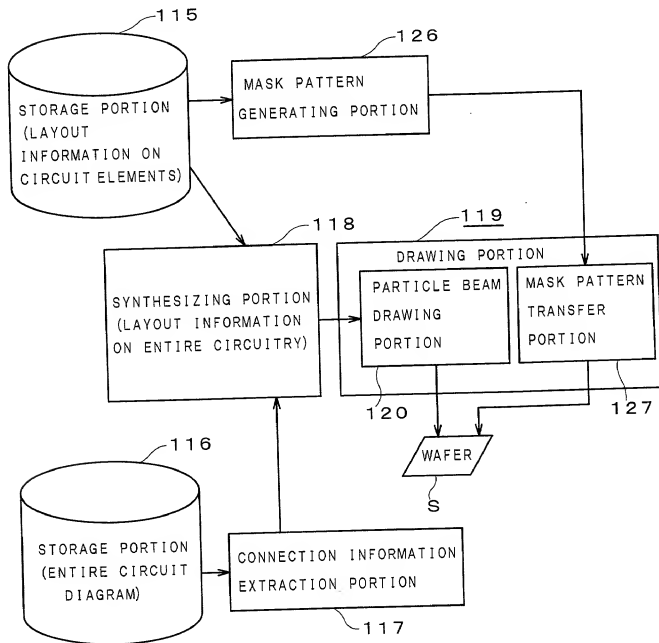 115
STORAGE PORTION
(LAYOUT
INFORMATION ON
CIRCUIT ELEMENTS)
126
MASK PATTERN
GENERATING PORTION
118
SYNTHESIZING PORTION
(LAYOUT INFORMATION
ON ENTIRE CIRCUITRY)
119
DRAWING PORTION
PARTICLE BEAM
DRAWING
PORTION
120
MASK PATTERN
TRANSFER
PORTION
127
WAFER
S
116
STORAGE PORTION
(ENTIRE CIRCUIT
DIAGRAM)
CONNECTION INFORMATION
EXTRACTION PORTION
117